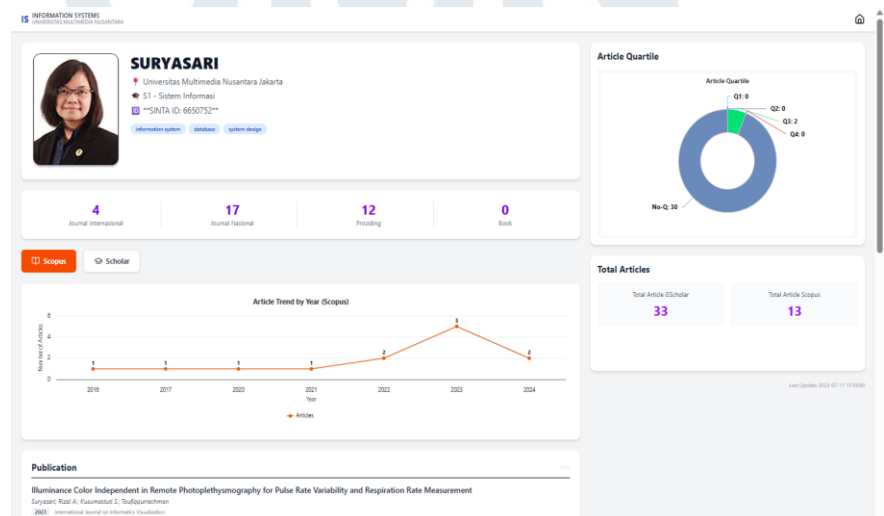 IS INFORMATION SYSTEMS
UNIVERSITAS MULTIMEDIA NUSANTARA
SURYASARI
Universitas Multimedia Nusantara Jakarta
S1 - Sistem Informasi
**SINTA ID: 6650752**
information system database system design
4 17 12 0
Journal Internasional Journal Nasional Prosiding Book
Scopus Scholar
Article Trend by Year (Scopus)
Number of Articles
6
4
2
0
1 1 1 1 2 5 2
2016 2017 2020 2021 2022 2023 2024
Year
Articles
Publication
Illuminance Color Independent in Remote Photoplethysmography for Pulse Rate Variability and Respiration Rate Measurement
Suryasari; Rizal A.; Kusumastuti S.; Taufiqqurrachman
2023 International Journal on Informatics Visualization
Article Quartile
Article Quartile
Q1: 0
Q2: 0
Q3: 2
Q4: 0
No-Q: 30
Total Articles
Total Article GScholar Total Article Scopus
33 13